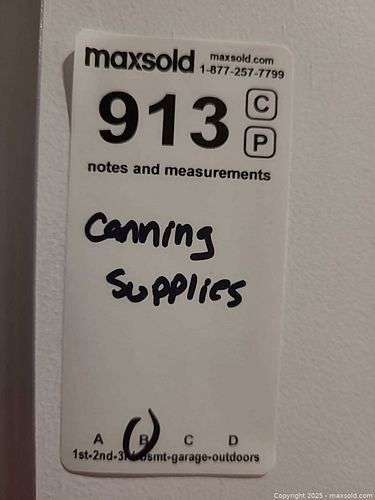 maxsold maxsold.com
1-877-257-7799
913 C
P
notes and measurements
Canning
Supplies
A B C D
1st-2nd-3rd-bsmt-garage-outdoors
Copyright 2025 - maxsold.com